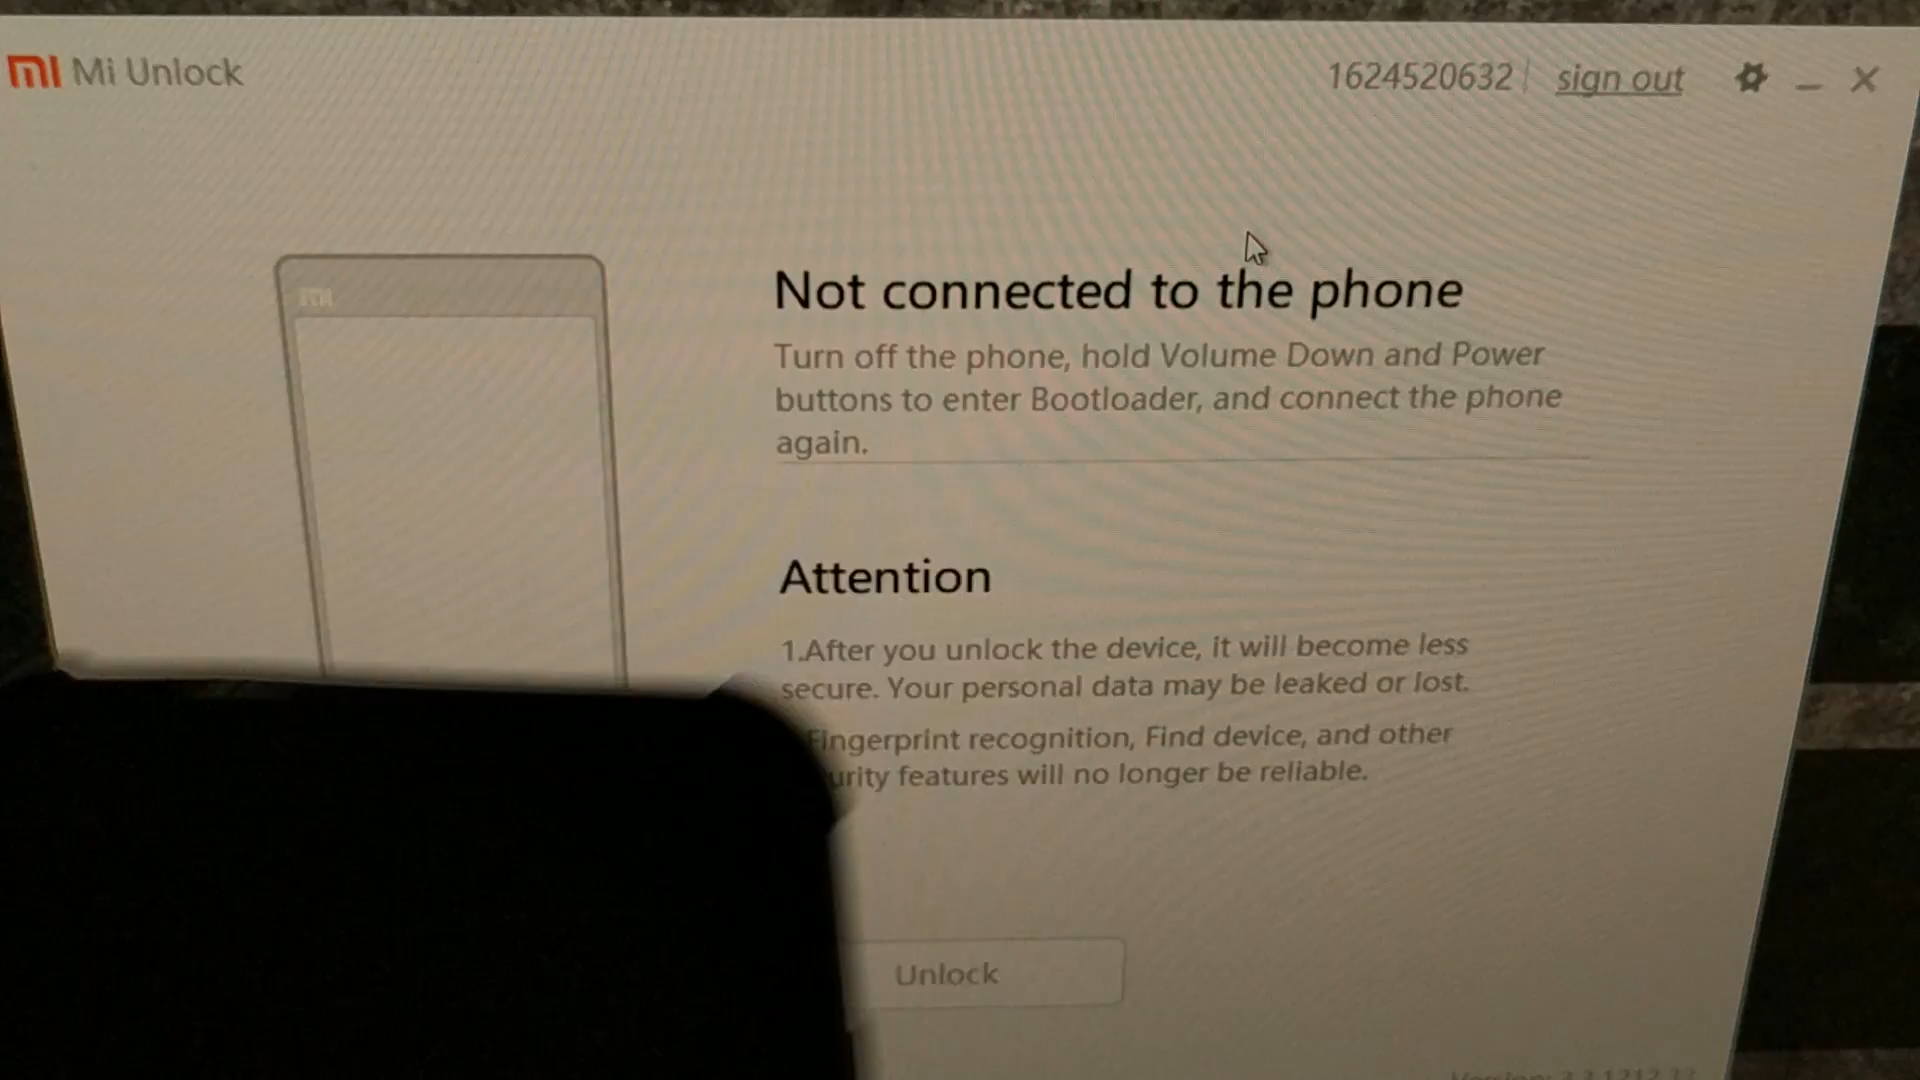 mi Mi Unlock
1624520632 | sign out
mi
Not connected to the phone
Turn off the phone, hold Volume Down and Power
buttons to enter Bootloader, and connect the phone
again.
Attention
1.After you unlock the device, it will become less
secure. Your personal data may be leaked or lost.
Fingerprint recognition, Find device, and other
urity features will no longer be reliable.
Unlock